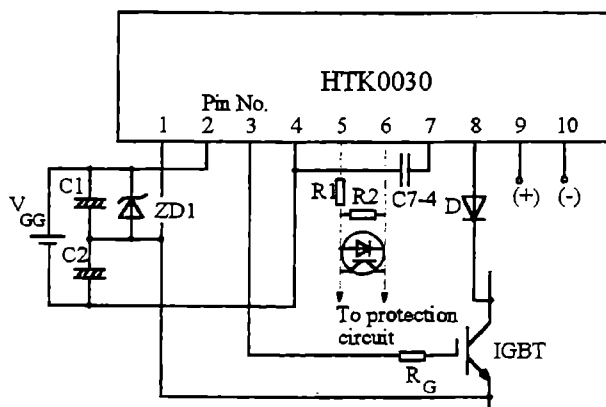 HTK0030
Pin No.
1 2 3 4 5 6 7 8 9 10
C1
V GG
ZD1
C2
R1
R2
C7-4
D
(+) (-)
To protection
circuit
IGBT
R G